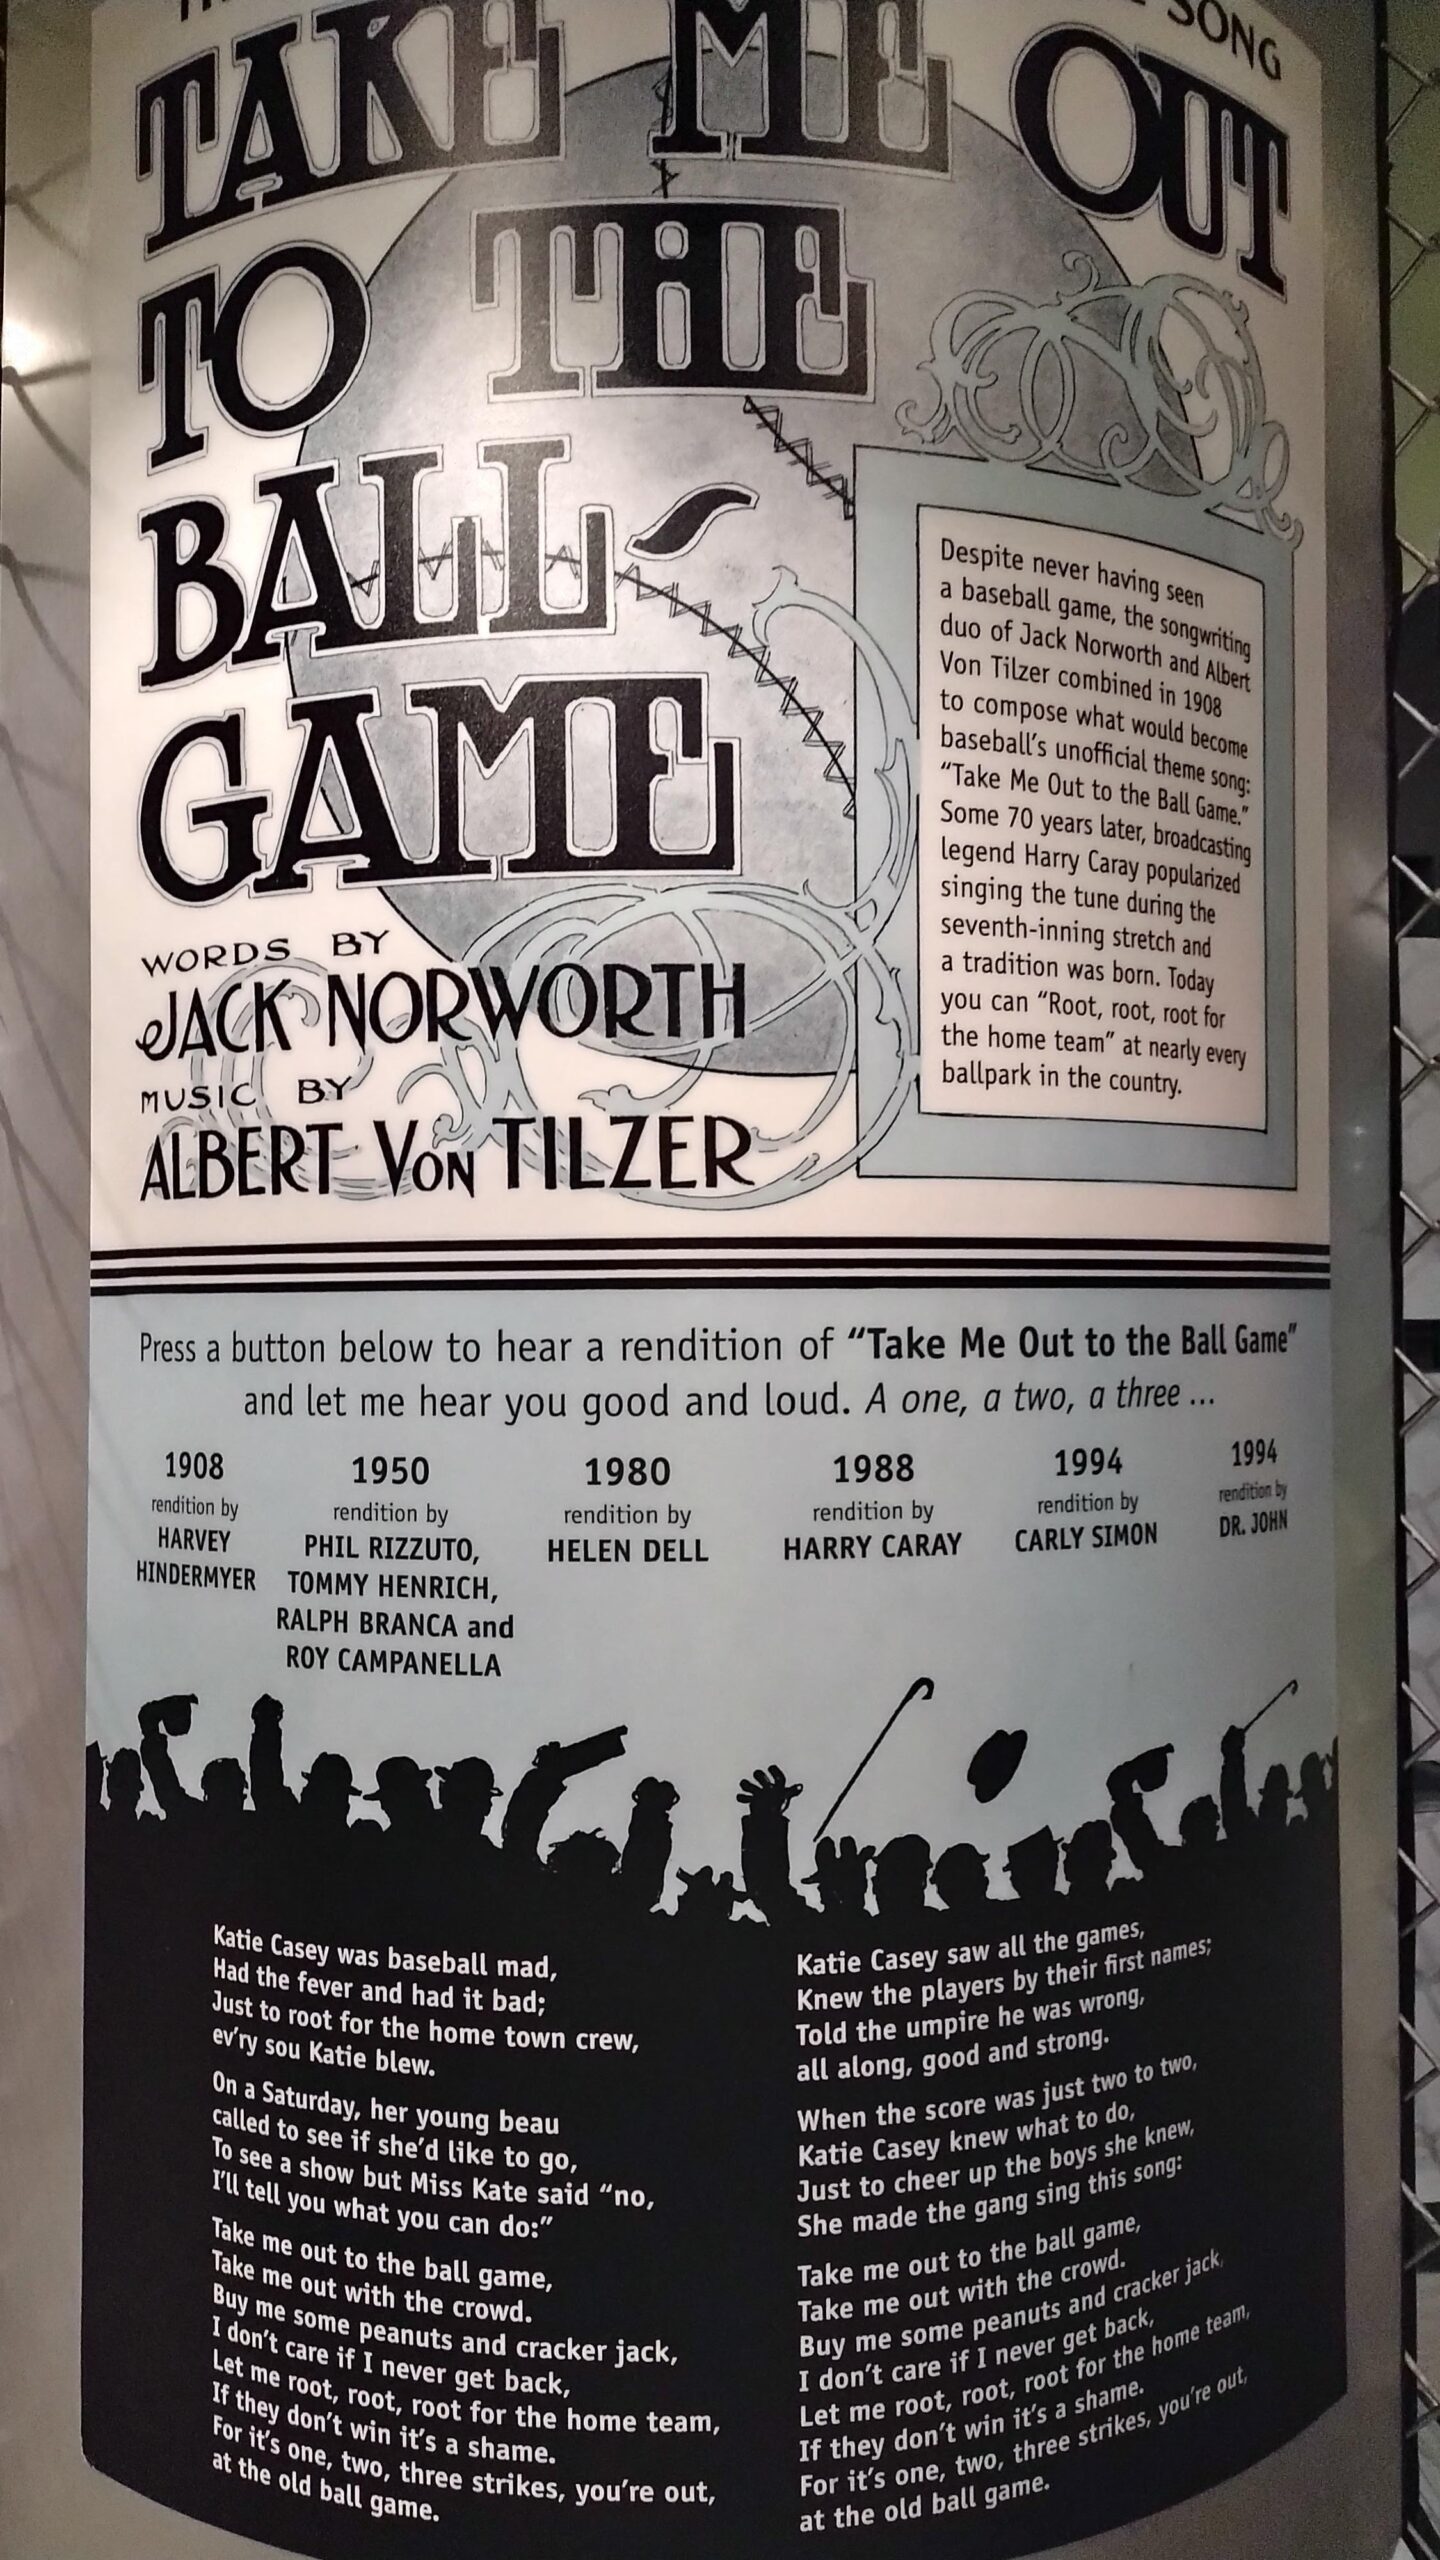 SONG
TAKE ME OUT
TO THE
BALL-
GAME
WORDS BY
JACK NORWORTH
MUSIC BY
ALBERT VON TILZER
Despite never having seen
a baseball game, the songwriting
duo of Jack Norworth and Albert
Von Tilzer combined in 1908
to compose what would become
baseball's unofficial theme song:
“Take Me Out to the Ball Game.”
Some 70 years later, broadcasting
legend Harry Caray popularized
singing the tune during the
seventh-inning stretch and
a tradition was born. Today
you can “Root, root, root for
the home team” at nearly every
ballpark in the country.
Press a button below to hear a rendition of “Take Me Out to the Ball Game”
and let me hear you good and loud. A one, a two, a three ...
1908
rendition by
HARVEY
HINDERMYER
1950
rendition by
PHIL RIZZUTO,
TOMMY HENRICH,
RALPH BRANCA and
ROY CAMPANELLA
1980
rendition by
HELEN DELL
1988
rendition by
HARRY CARAY
1994
rendition by
CARLY SIMON
1994
rendition by
DR. JOHN
Katie Casey was baseball mad,
Had the fever and had it bad;
Just to root for the home town crew,
ev'ry sou Katie blew.
On a Saturday, her young beau
called to see if she'd like to go,
To see a show but Miss Kate said “no,
I'll tell you what you can do:”
Take me out to the ball game,
Take me out with the crowd.
Buy me some peanuts and cracker jack,
I don't care if I never get back,
Let me root, root, root for the home team,
If they don't win it's a shame.
For it's one, two, three strikes, you're out,
at the old ball game.
Katie Casey saw all the games,
Knew the players by their first names;
Told the umpire he was wrong,
all along, good and strong.
When the score was just two to two,
Katie Casey knew what to do,
Just to cheer up the boys she knew,
She made the gang sing this song:
Take me out to the ball game,
Take me out with the crowd.
Buy me some peanuts and cracker jack,
I don't care if I never get back,
Let me root, root, root for the home team,
If they don't win it's a shame.
For it's one, two, three strikes, you're out,
at the old ball game.